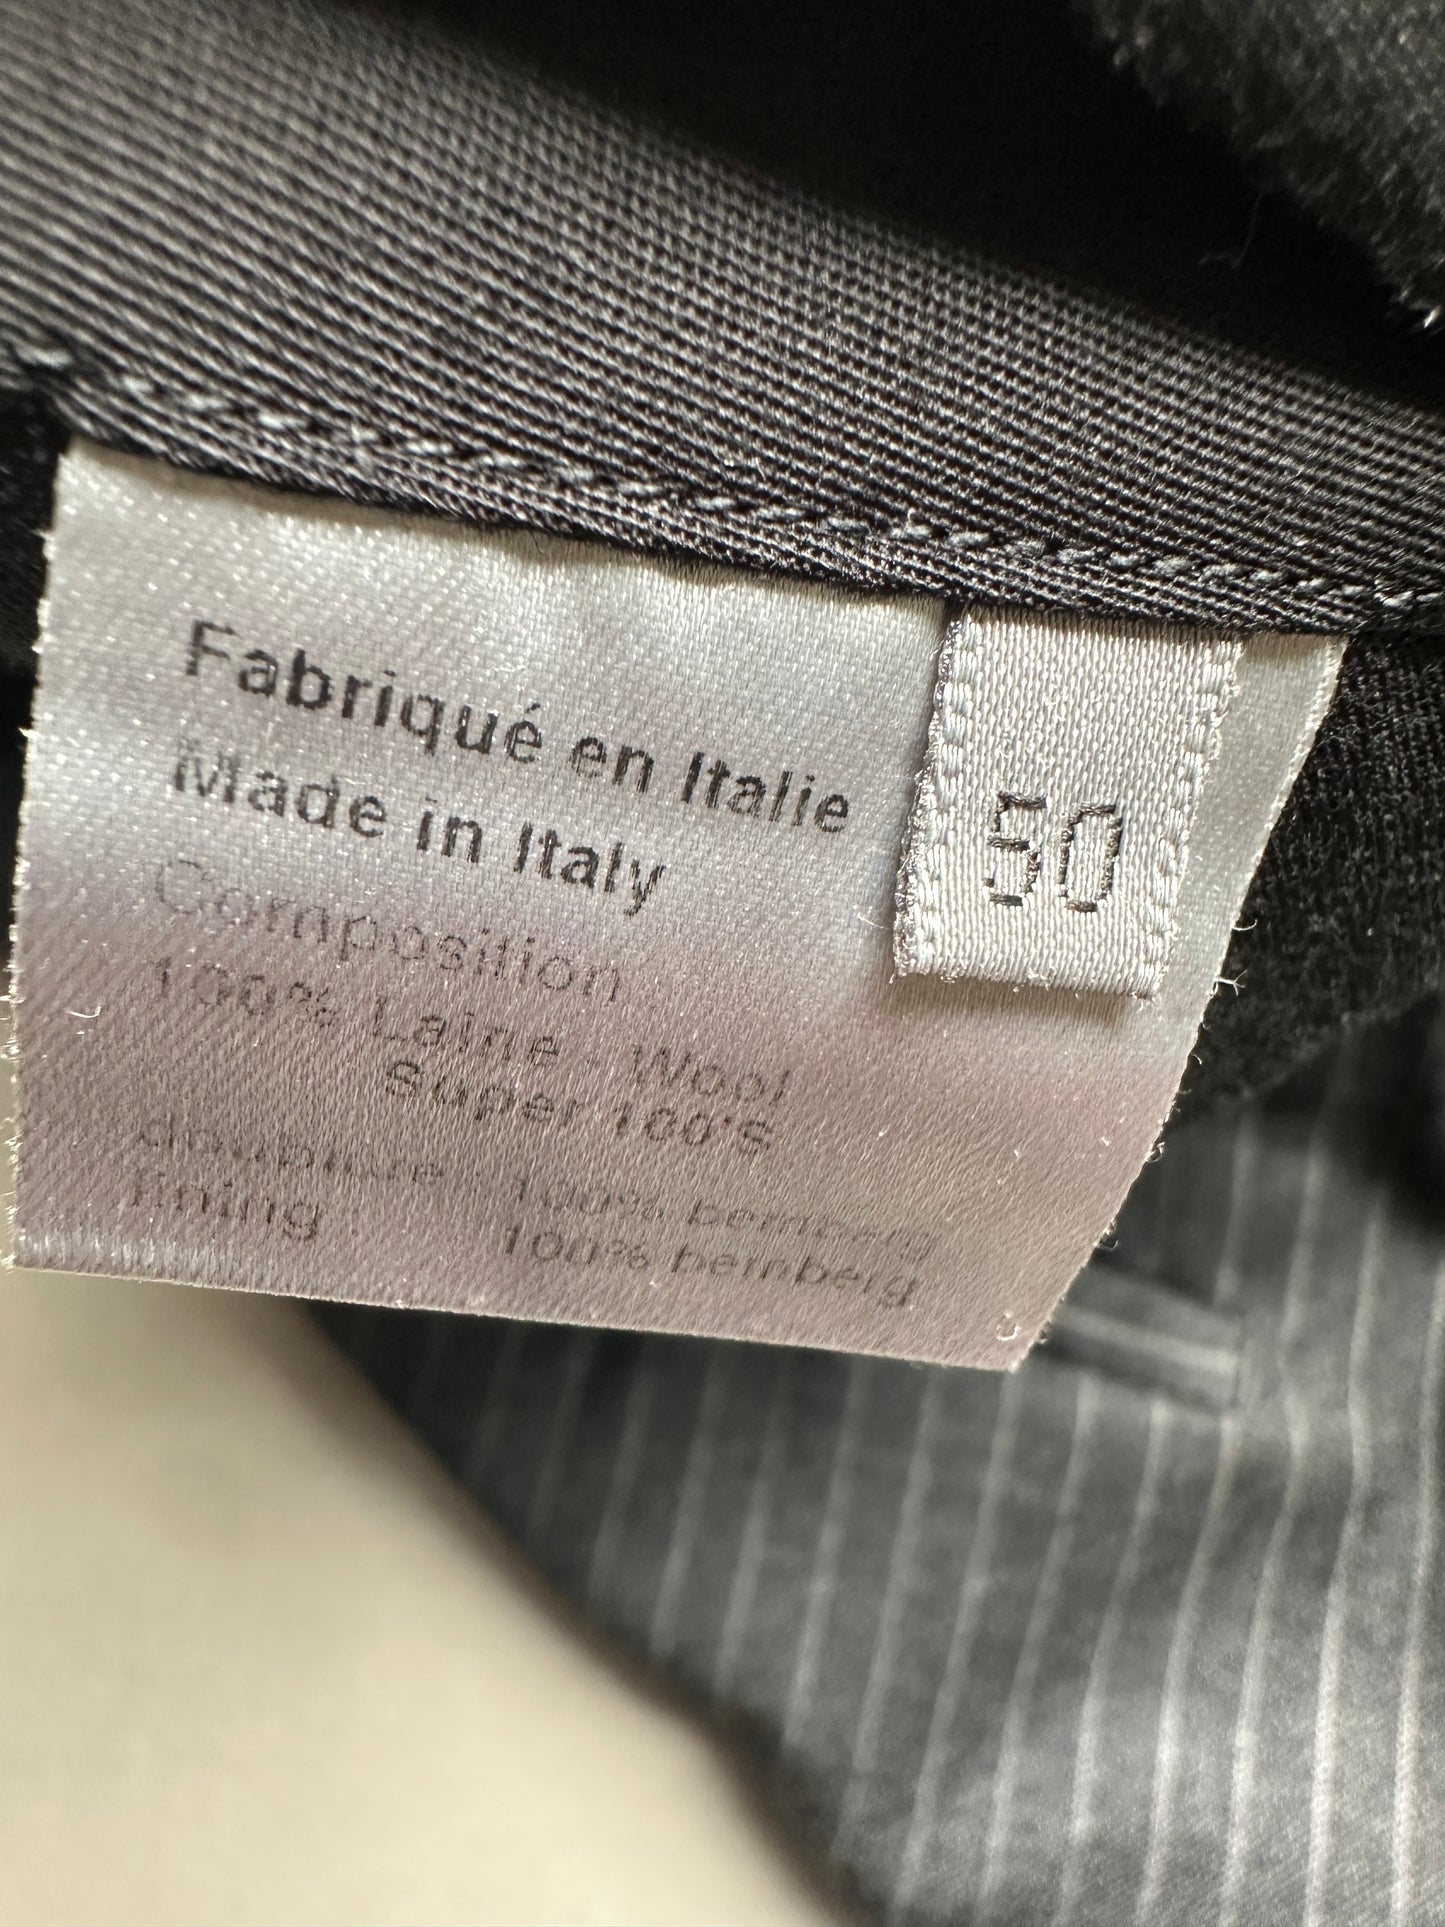 Fabriqué en Italie
Made in Italy
50
Composition
100% Laine - Wool
Super 100'S
doublure - 100% bemberg
lining 100% bemberg